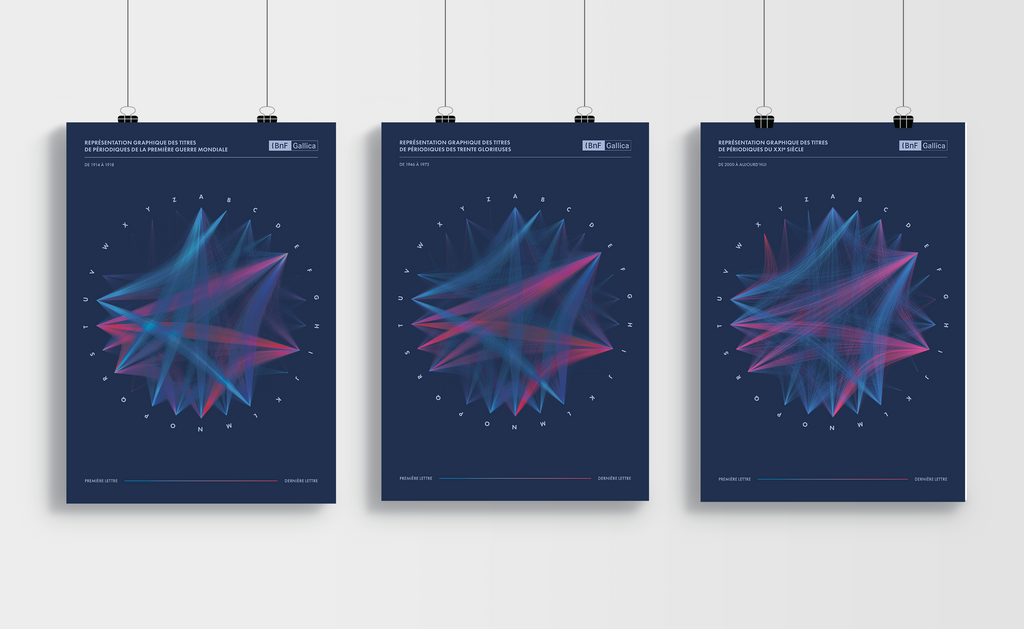 REPRÉSENTATION GRAPHIQUE DES TITRES
DE PÉRIODIQUES DE LA PREMIÈRE GUERRE MONDIALE
{BnF Gallica
DE 1914 À 1918
A
B
C
D
E
F
G
H
I
J
K
L
M
N
O
P
Q
R
S
T
U
V
W
X
Y
Z
PREMIÈRE LETTRE
DERNIÈRE LETTRE
REPRÉSENTATION GRAPHIQUE DES TITRES
DE PÉRIODIQUES DES TRENTE GLORIEUSES
{BnF Gallica
DE 1946 À 1975
A
B
C
D
E
F
G
H
I
J
K
L
M
N
O
P
Q
R
S
T
U
V
W
X
Y
Z
PREMIÈRE LETTRE
DERNIÈRE LETTRE
REPRÉSENTATION GRAPHIQUE DES TITRES
DE PÉRIODIQUES DU XXIᵉ SIÈCLE
{BnF Gallica
DE 2000 À AUJOURD'HUI
A
B
C
D
E
F
G
H
I
J
K
L
M
N
O
P
Q
R
S
T
U
V
W
X
Y
Z
PREMIÈRE LETTRE
DERNIÈRE LETTRE